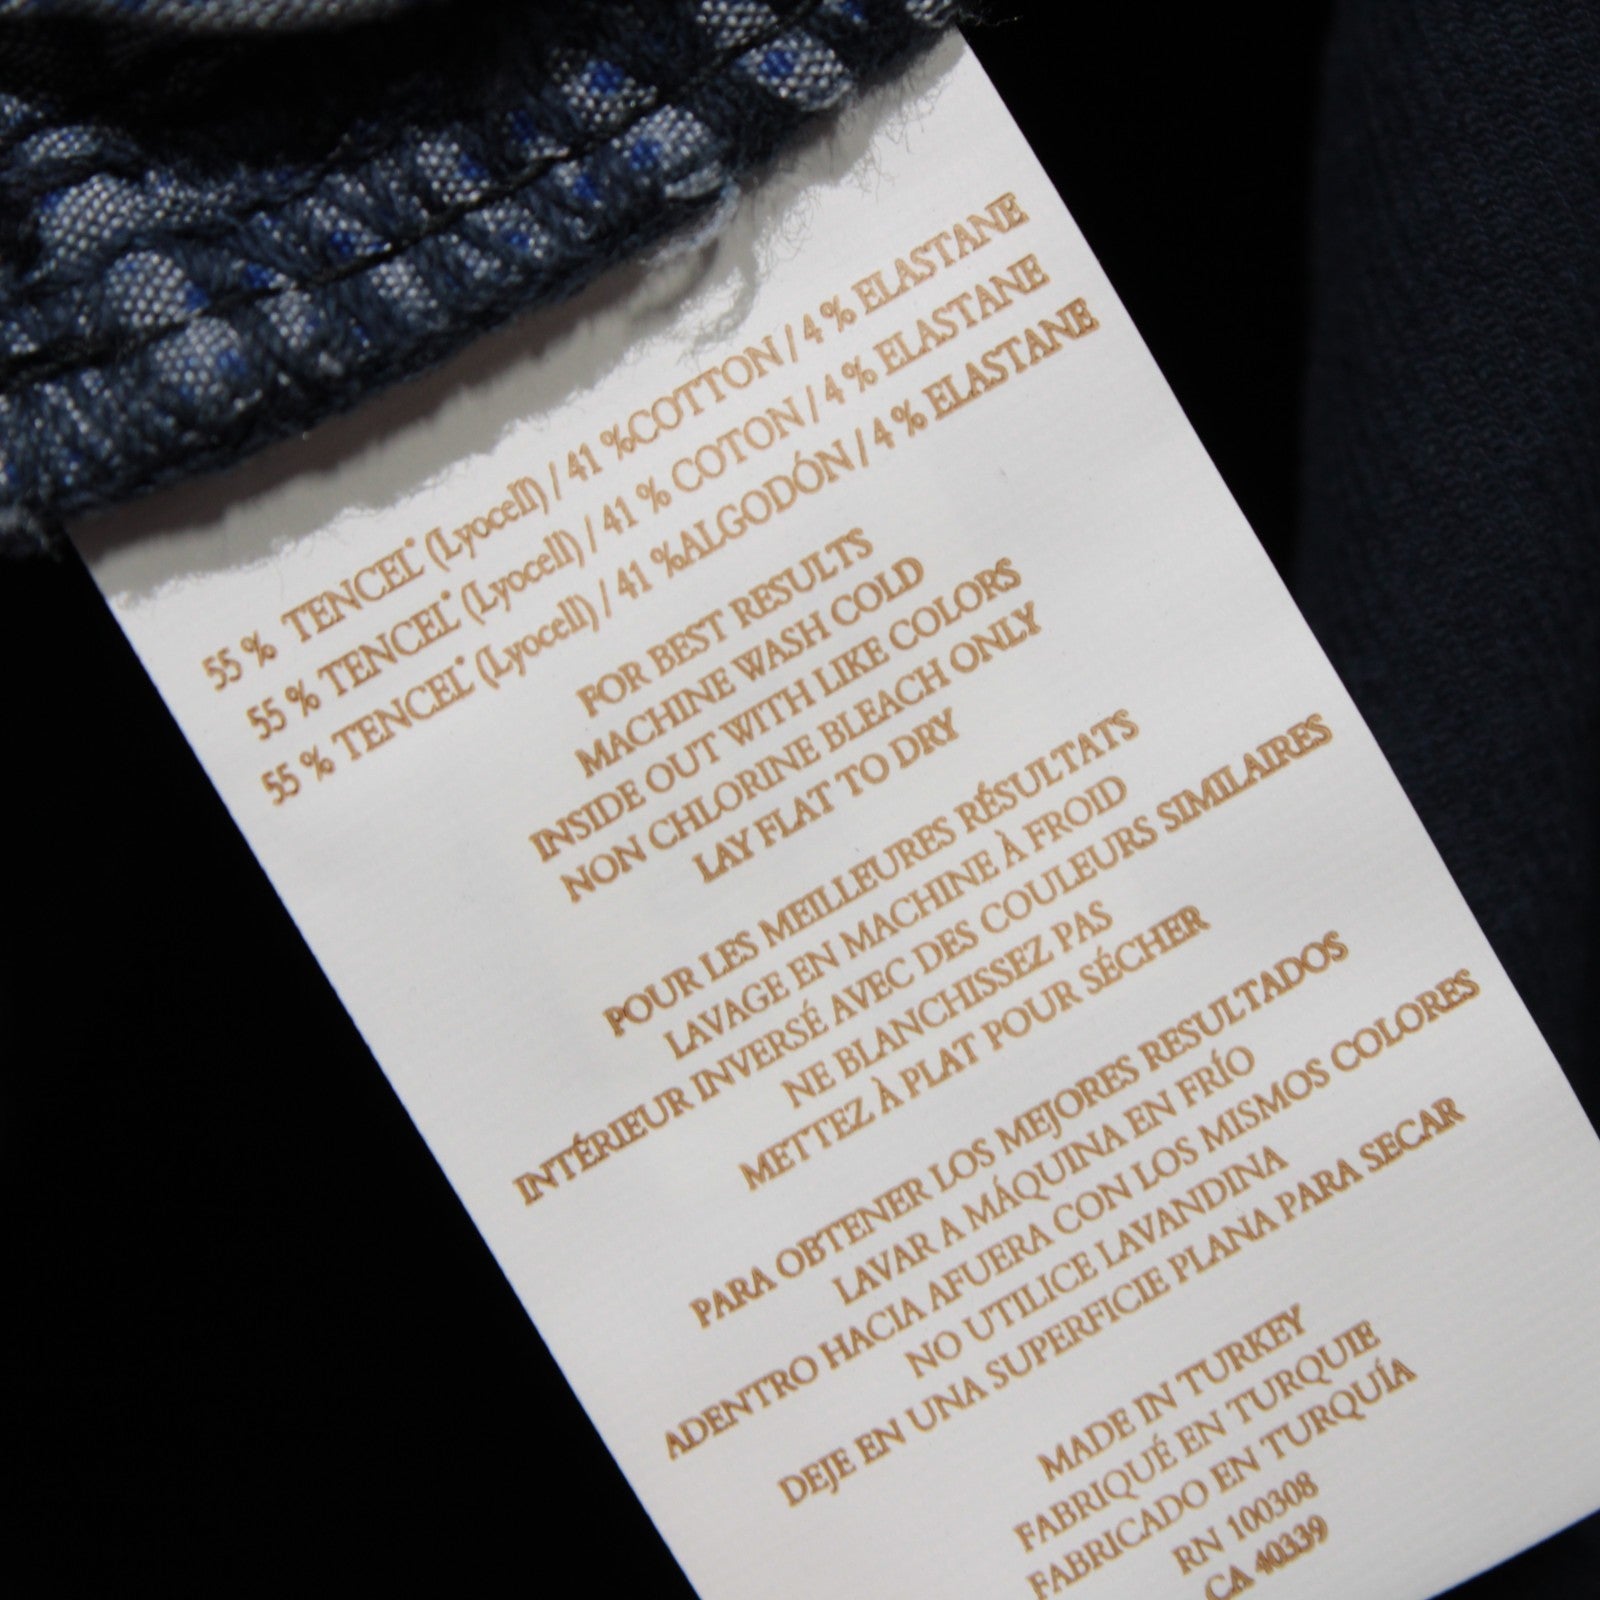 55 % TENCEL® (Lyocell) / 41 %COTTON / 4 % ELASTANE
55 % TENCEL® (Lyocell) / 41 % COTON / 4 % ELASTANE
55 % TENCEL® (Lyocell) / 41 %ALGODÓN / 4 % ELASTANE
FOR BEST RESULTS
MACHINE WASH COLD
INSIDE OUT WITH LIKE COLORS
NON CHLORINE BLEACH ONLY
LAY FLAT TO DRY
POUR LES MEILLEURES RÉSULTATS
LAVAGE EN MACHINE À FROID
INTÉRIEUR INVERSÉ AVEC DES COULEURS SIMILAIRES
NE BLANCHISSEZ PAS
METTEZ À PLAT POUR SÉCHER
PARA OBTENER LOS MEJORES RESULTADOS
LAVAR A MÁQUINA EN FRÍO
ADENTRO HACIA AFUERA CON LOS MISMOS COLORES
NO UTILICE LAVANDINA
DEJE EN UNA SUPERFICIE PLANA PARA SECAR
MADE IN TURKEY
FABRIQUÉ EN TURQUIE
FABRICADO EN TURQUÍA
RN 100308
CA 40339